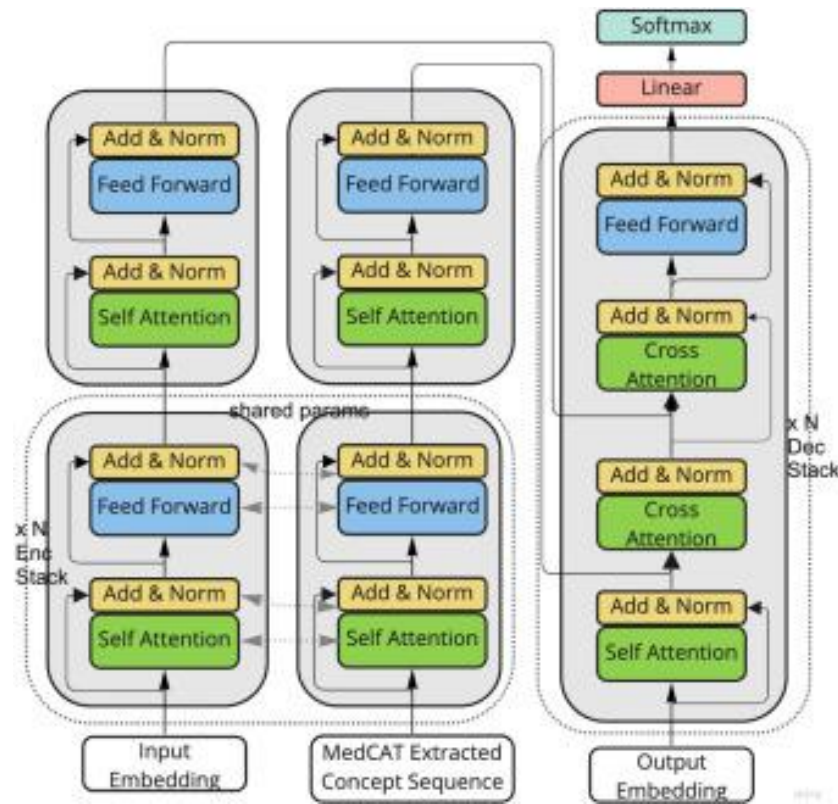 Softmax
Linear
Add & Norm
Feed Forward
Add & Norm
Self Attention
Add & Norm
Feed Forward
Add & Norm
Self Attention
shared params
Add & Norm
Feed Forward
x N
Enc
Stack
Add & Norm
Self Attention
Add & Norm
Feed Forward
Add & Norm
Self Attention
Add & Norm
Feed Forward
Add & Norm
Cross
Attention
x N
Dec
Stack
Add & Norm
Cross
Attention
Add & Norm
Self Attention
Input
Embedding
MedCAT Extracted
Concept Sequence
Output
Embedding